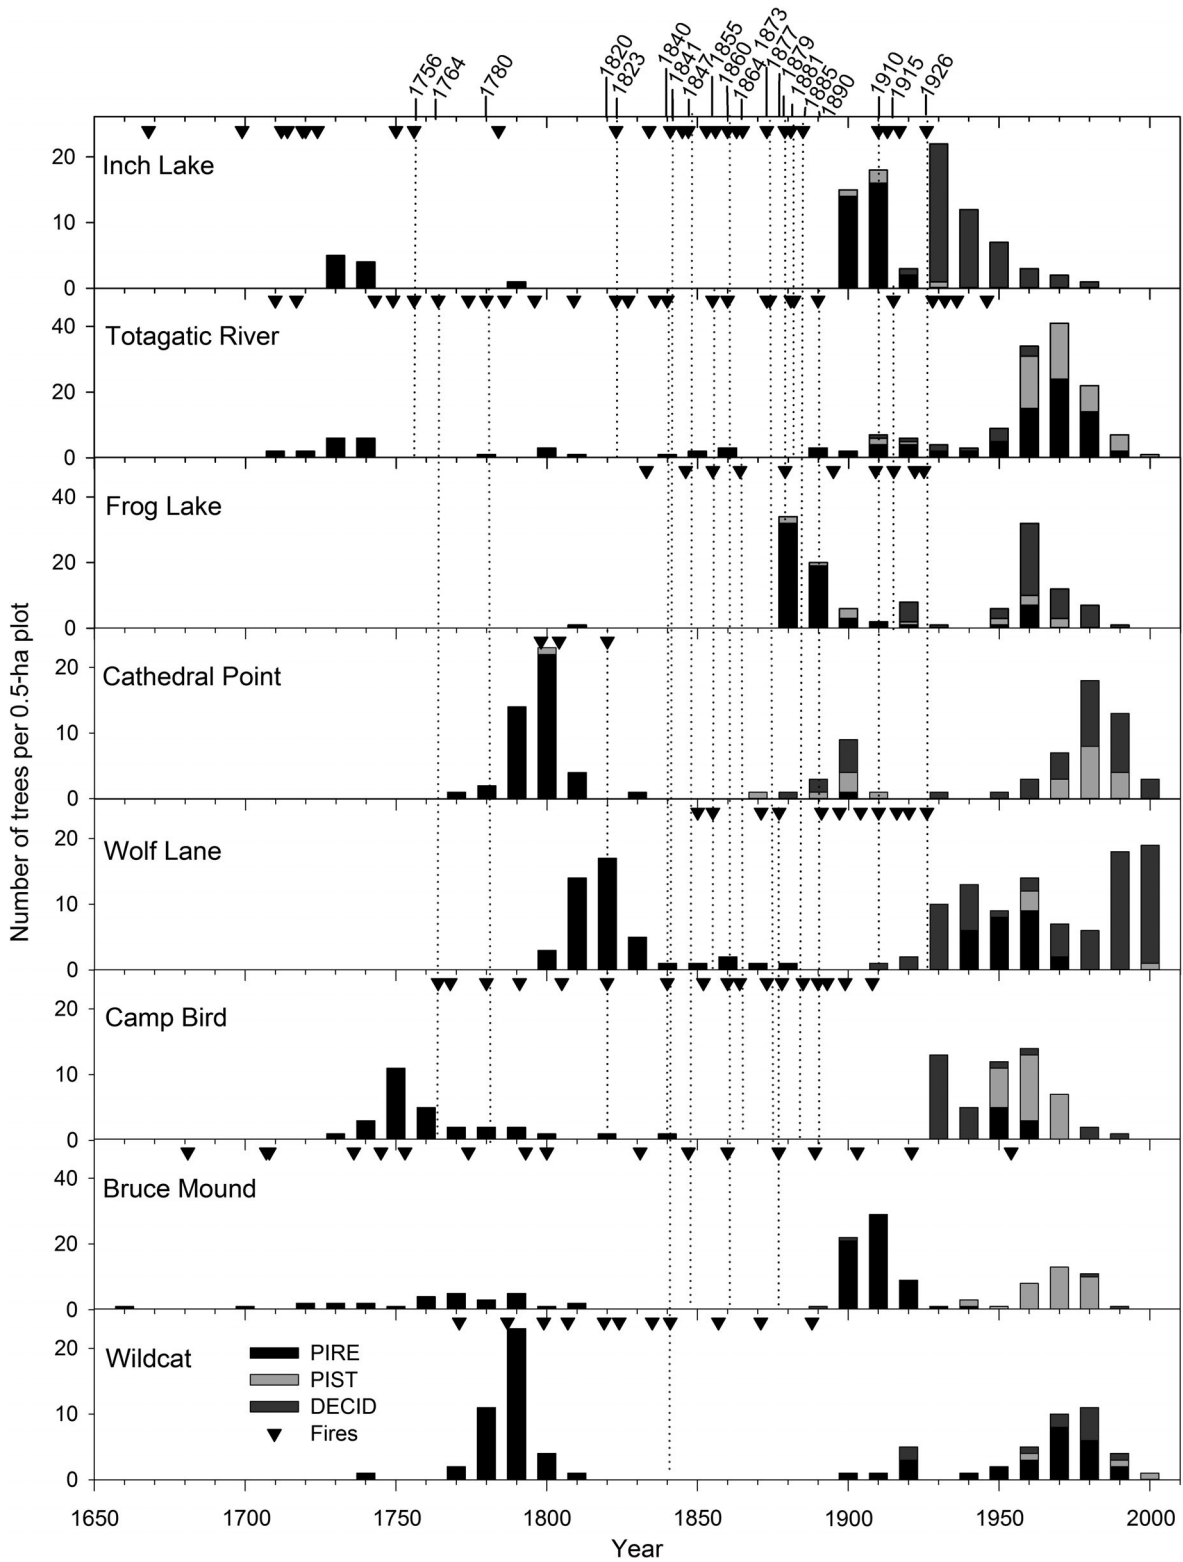 1756
1764
1780
1820
1823
1840
1841
1847
1855
1860
1864
1873
1877
1879
1881
1885
1890
1910
1915
1926
Number of trees per 0.5-ha plot
Inch Lake
20
10
0
Totagatic River
40
20
0
Frog Lake
40
20
0
Cathedral Point
20
10
0
Wolf Lane
20
10
0
Camp Bird
20
10
0
Bruce Mound
40
20
0
Wildcat
20
10
0
PIRE
PIST
DECID
Fires
1650 1700 1750 1800 1850 1900 1950 2000
Year